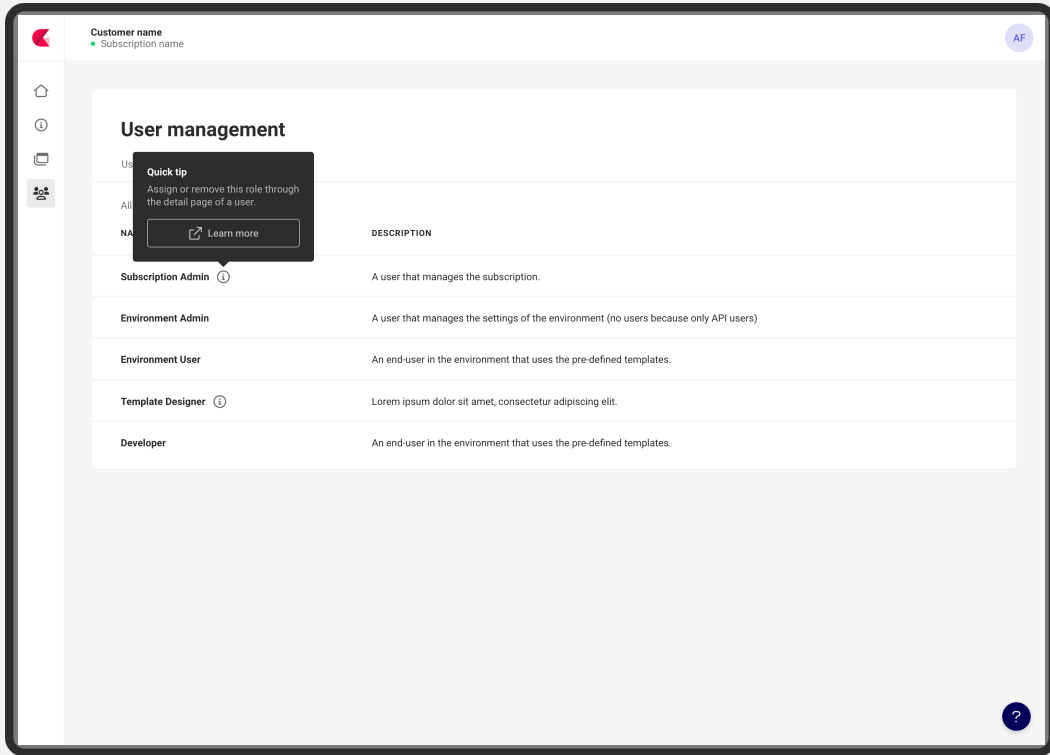 Customer name
Subscription name
AF
User management
Us
Quick tip
Assign or remove this role through
the detail page of a user.
Learn more
All
NA
DESCRIPTION
Subscription Admin
A user that manages the subscription.
Environment Admin
A user that manages the settings of the environment (no users because only API users)
Environment User
An end-user in the environment that uses the pre-defined templates.
Template Designer
Lorem ipsum dolor sit amet, consectetur adipiscing elit.
Developer
An end-user in the environment that uses the pre-defined templates.
?